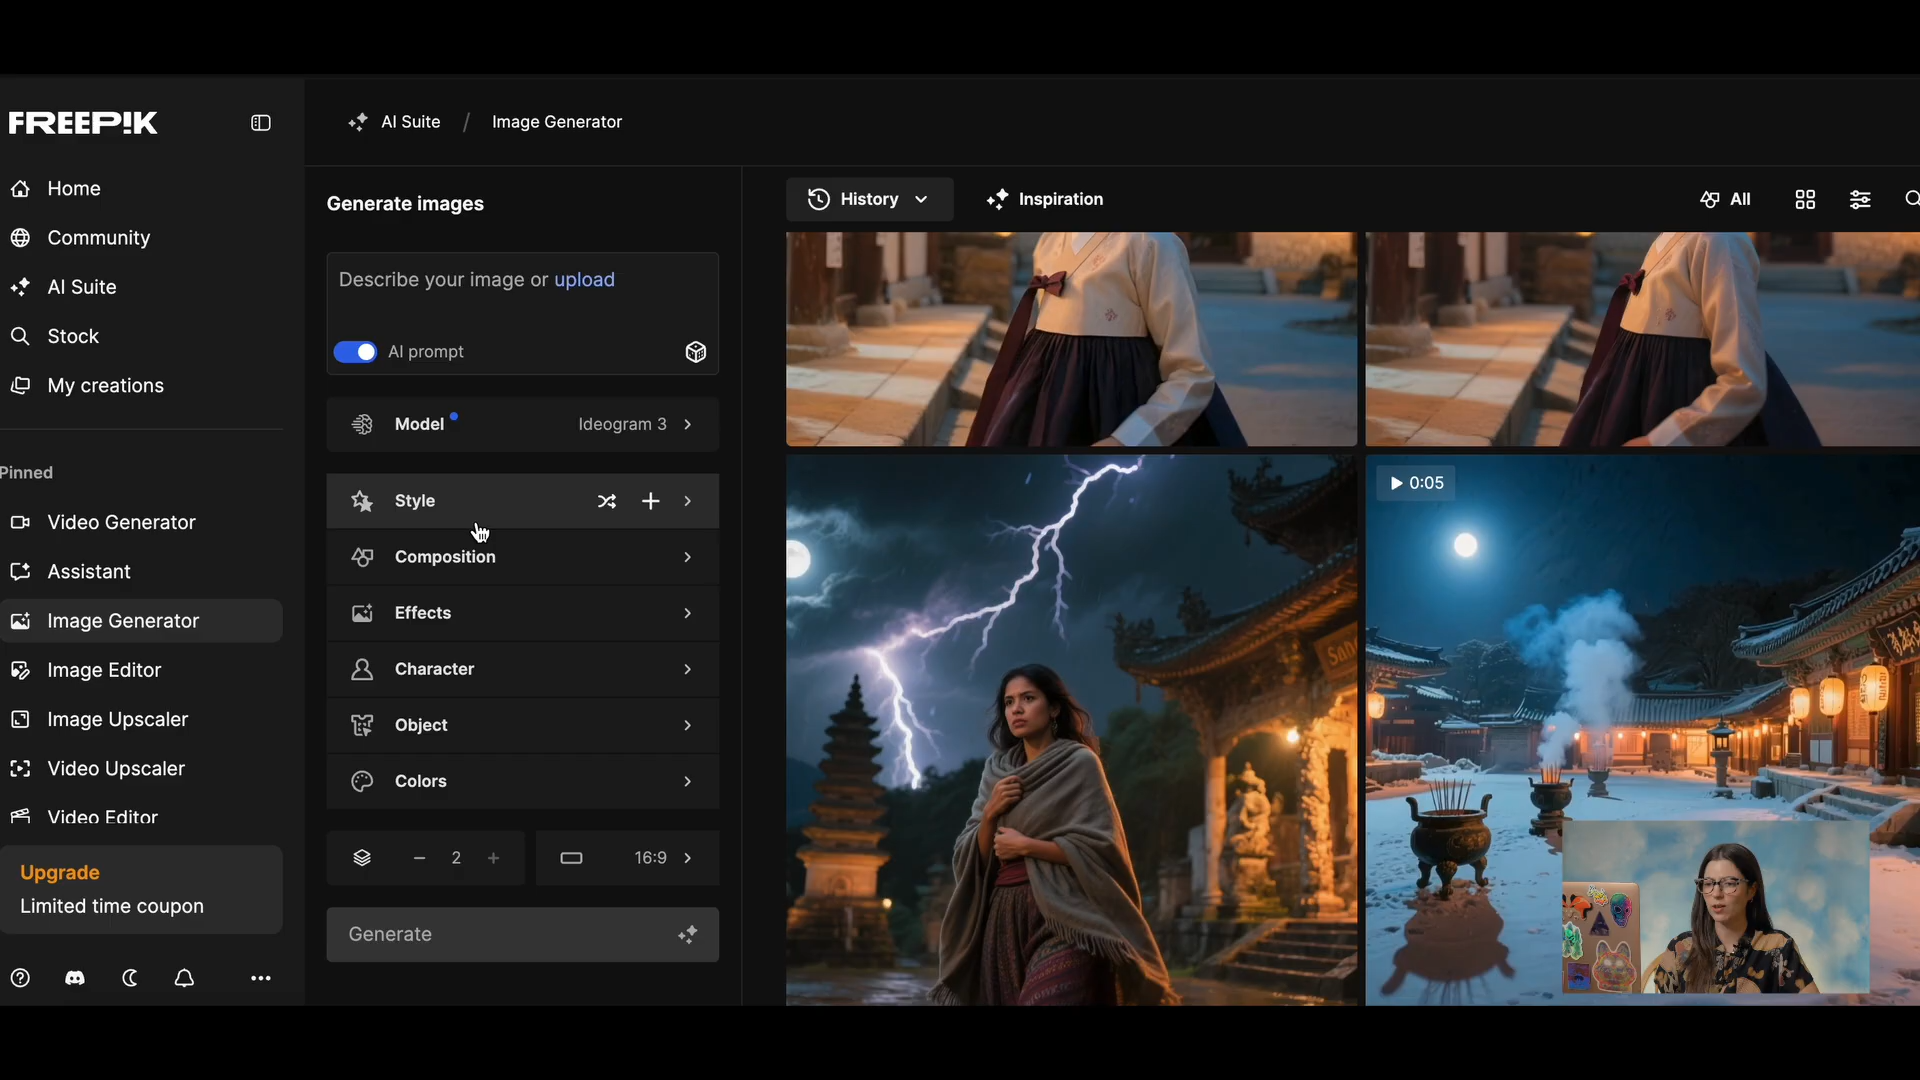 FREEP!K
AI Suite / Image Generator
Home
Community
AI Suite
Stock
My creations
Pinned
Video Generator
Assistant
Image Generator
Image Editor
Image Upscaler
Video Upscaler
Video Editor
Upgrade
Limited time coupon
Generate images
Describe your image or upload
AI prompt
Model Ideogram 3
Style
Composition
Effects
Character
Object
Colors
2 16:9
Generate
History Inspiration All
0:05